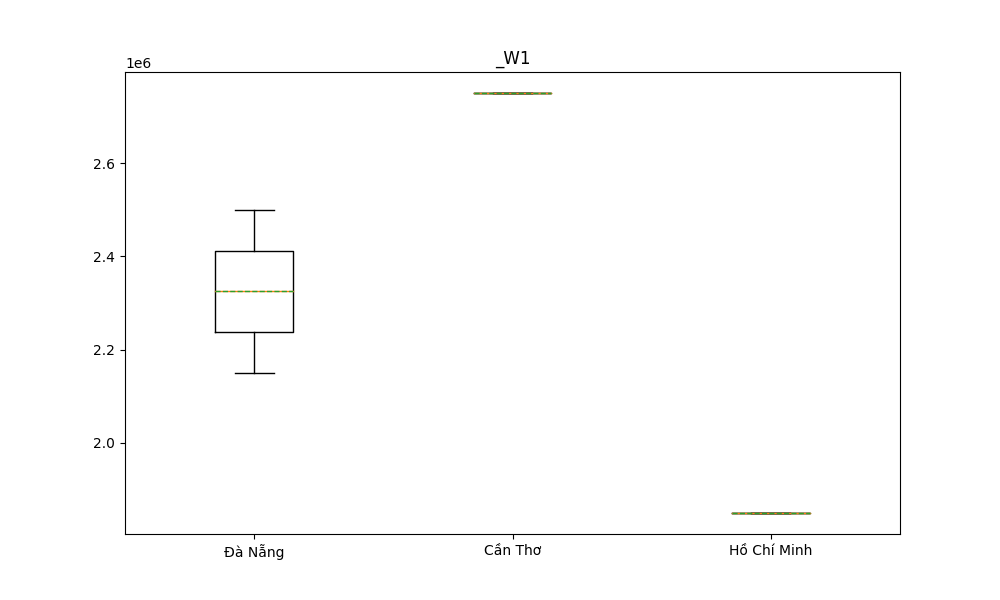 _W1
1e6
2.6
2.4
2.2
2.0
Đà Nẵng
Cần Thơ
Hồ Chí Minh